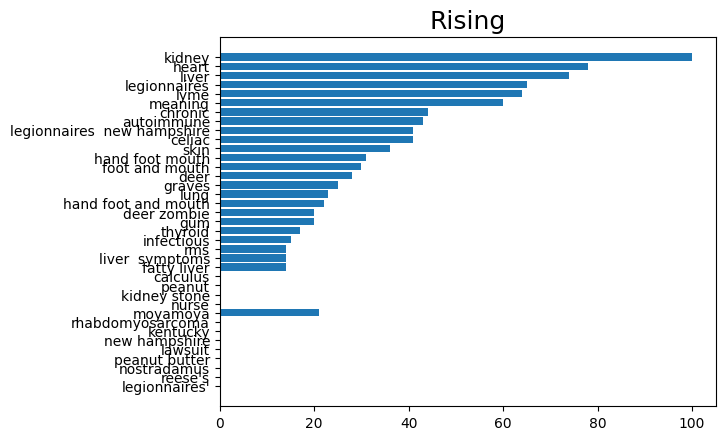 Rising
kidney
heart
liver
legionnaires
lyme
meaning
chronic
autoimmune
legionnaires  new hampshire
celiac
skin
hand foot mouth
foot and mouth
deer
graves
lung
hand foot and mouth
deer zombie
gum
thyroid
infectious
rms
liver  symptoms
fatty liver
calculus
peanut
kidney stone
nurse
moyamoya
rhabdomyosarcoma
kentucky
new hampshire
lawsuit
peanut butter
nostradamus
reese's
legionnaires'
0 20 40 60 80 100